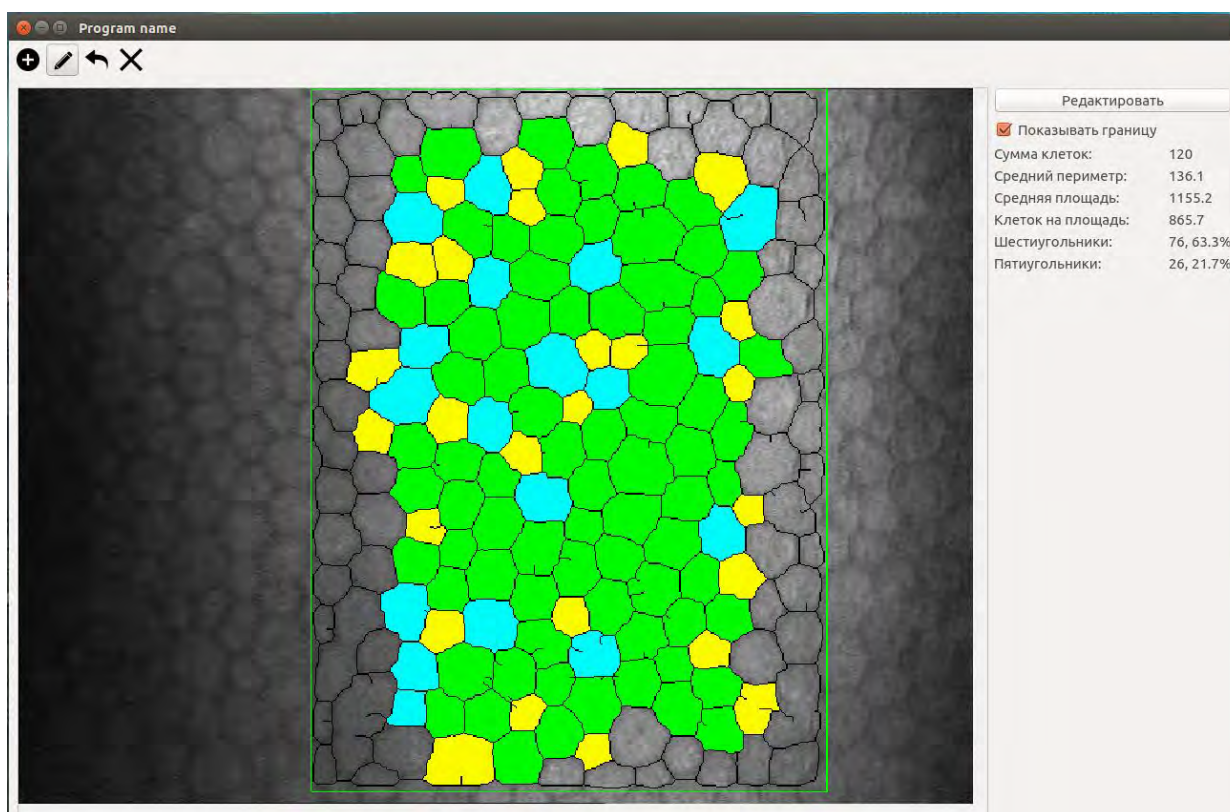 Program name
Редактировать
Показывать границу
Сумма клеток: 120
Средний периметр: 136.1
Средняя площадь: 1155.2
Клеток на площадь: 865.7
Шестиугольники: 76, 63.3%
Пятиугольники: 26, 21.7%